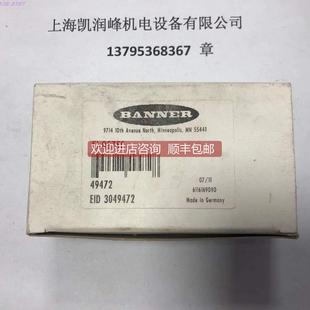 上海凯润峰机电设备有限公司
13795368367 章
BANNER
9714 10th Avenue North, Minneapolis, MN 55441
欢迎进店咨询 顺丰包邮
49472
EID 3049472
07/11
6116169090
Made in Germany